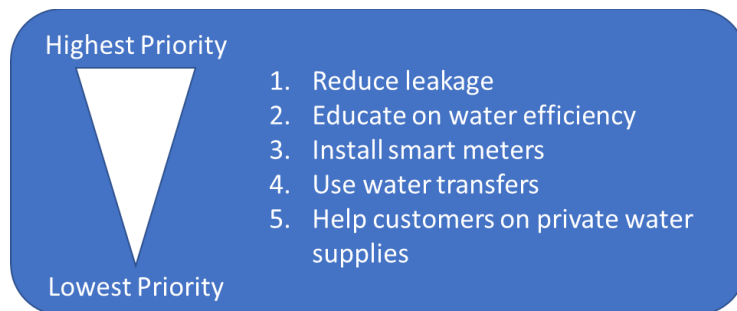 Highest Priority
1. Reduce leakage
2. Educate on water efficiency
3. Install smart meters
4. Use water transfers
5. Help customers on private water
supplies
Lowest Priority